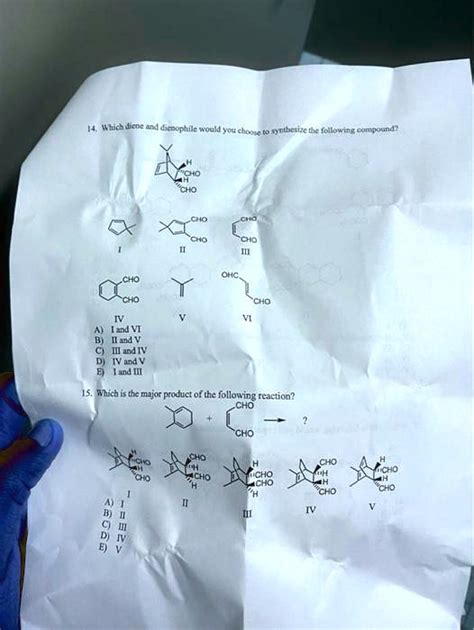 14. Which diene and dienophile would you choose to synthesize the following compound?
H
CHO
H
CHO
CHO CHO
CHO CHO
I II III
CHO OHC
CHO CHO
IV V VI
A) I and VI
B) II and V
C) III and IV
D) IV and V
E) I and III
15. Which is the major product of the following reaction?
CHO
+ → ?
CHO
H CHO H CHO H
CHO H CHO H CHO
H CHO CHO H H
CHO H H CHO CHO
I II III IV V
A) I
B) II
C) III
D) IV
E) V